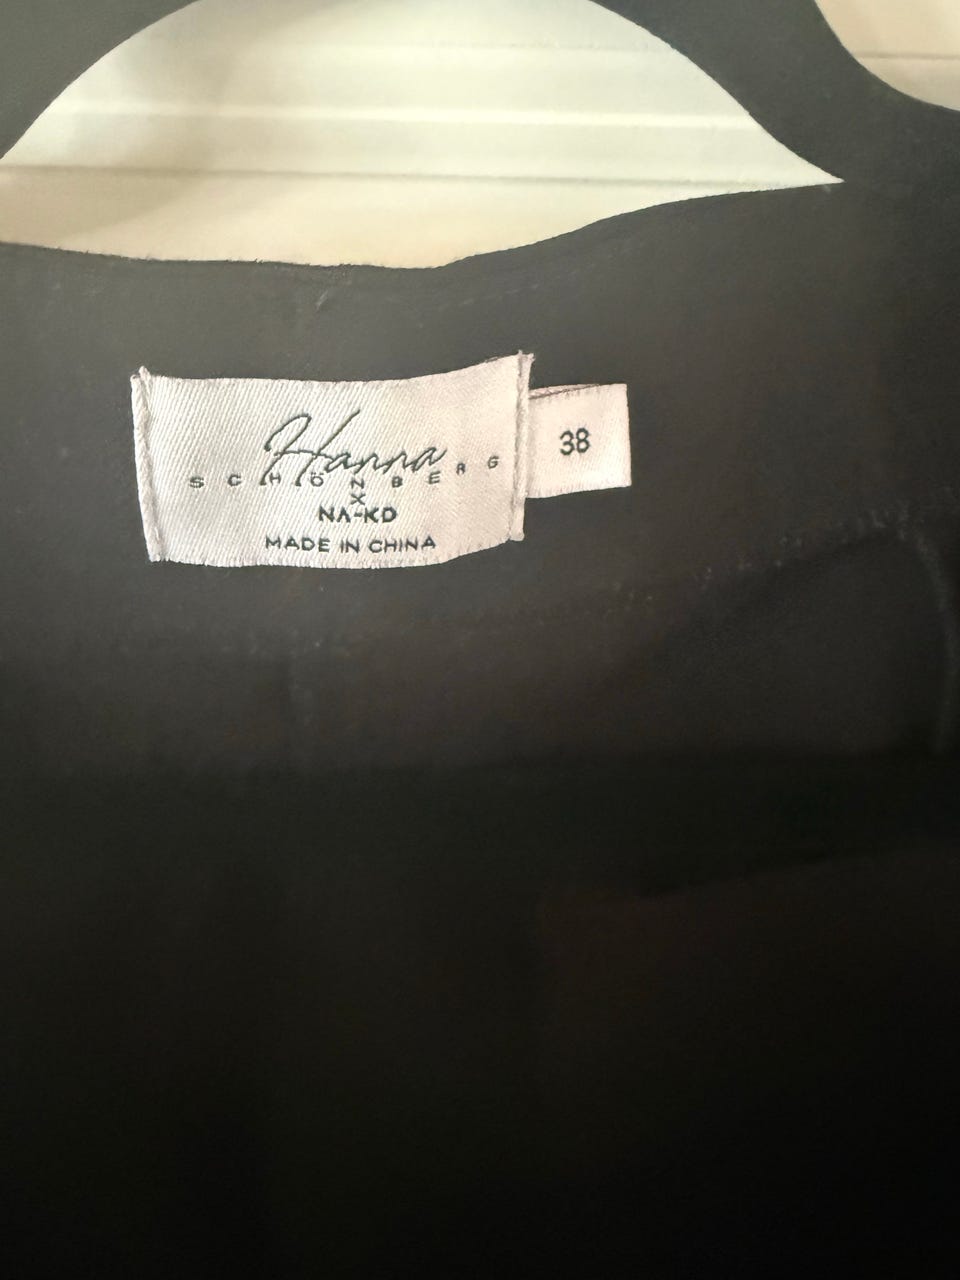 Hanna
SCHÖNBERG
X
NA-KD
MADE IN CHINA
38